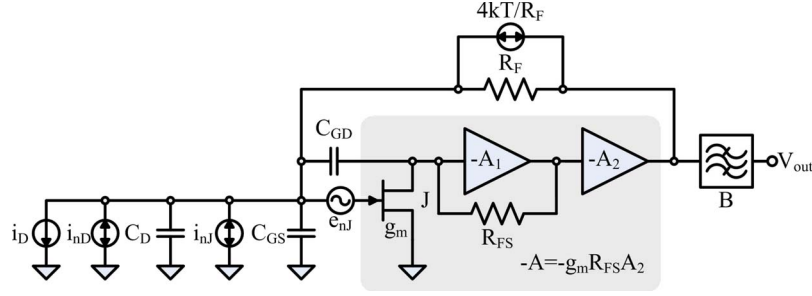 4kT/R_F
R_F
C_GD
-A_1
-A_2
V_out
B
J
e_nJ
g_m
R_FS
i_D
i_nD
C_D
i_nJ
C_GS
-A=-g_mR_FSA_2